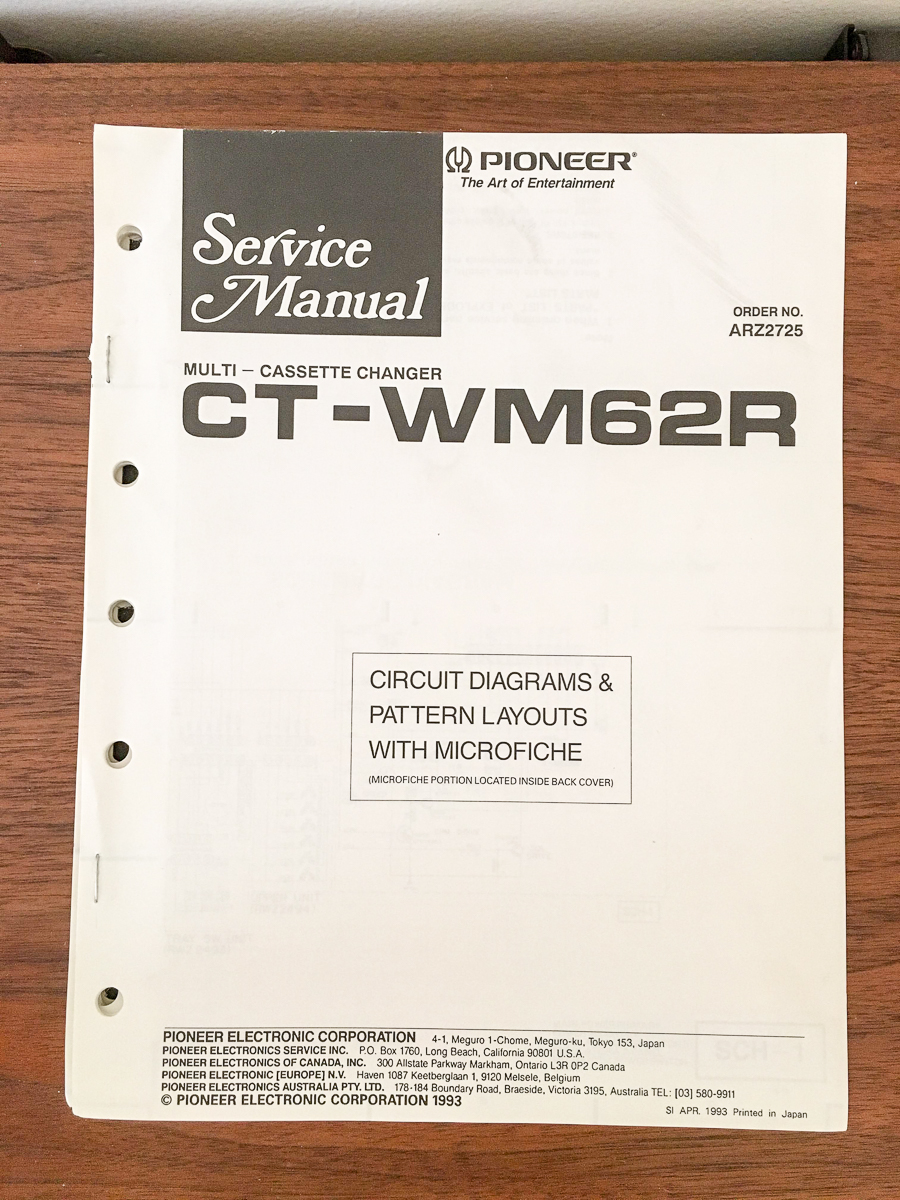 PIONEER®
The Art of Entertainment
Service
Manual
ORDER NO.
ARZ2725
MULTI – CASSETTE CHANGER
CT-WM62R
CIRCUIT DIAGRAMS &
PATTERN LAYOUTS
WITH MICROFICHE
(MICROFICHE PORTION LOCATED INSIDE BACK COVER)
PIONEER ELECTRONIC CORPORATION 4-1, Meguro 1-Chome, Meguro-ku, Tokyo 153, Japan
PIONEER ELECTRONICS SERVICE INC. P.O. Box 1760, Long Beach, California 90801 U.S.A.
PIONEER ELECTRONICS OF CANADA, INC. 300 Allstate Parkway Markham, Ontario L3R 0P2 Canada
PIONEER ELECTRONIC [EUROPE] N.V. Haven 1087 Keetberglaan 1, 9120 Melsele, Belgium
PIONEER ELECTRONICS AUSTRALIA PTY. LTD. 178-184 Boundary Road, Braeside, Victoria 3195, Australia TEL: [03] 580-9911
© PIONEER ELECTRONIC CORPORATION 1993
SI APR. 1993 Printed in Japan